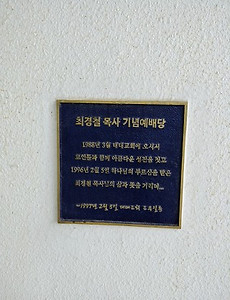 최경철 목사 기념예배당
1988년 3월 태대교회에 오셔서
교인들과 함께 아름다운 성전을 짓고
1996년 2월 5일 하나님의 부르심을 받은
최경철 목사님의 삶과 뜻을 기리며...
1997년 2월 5일